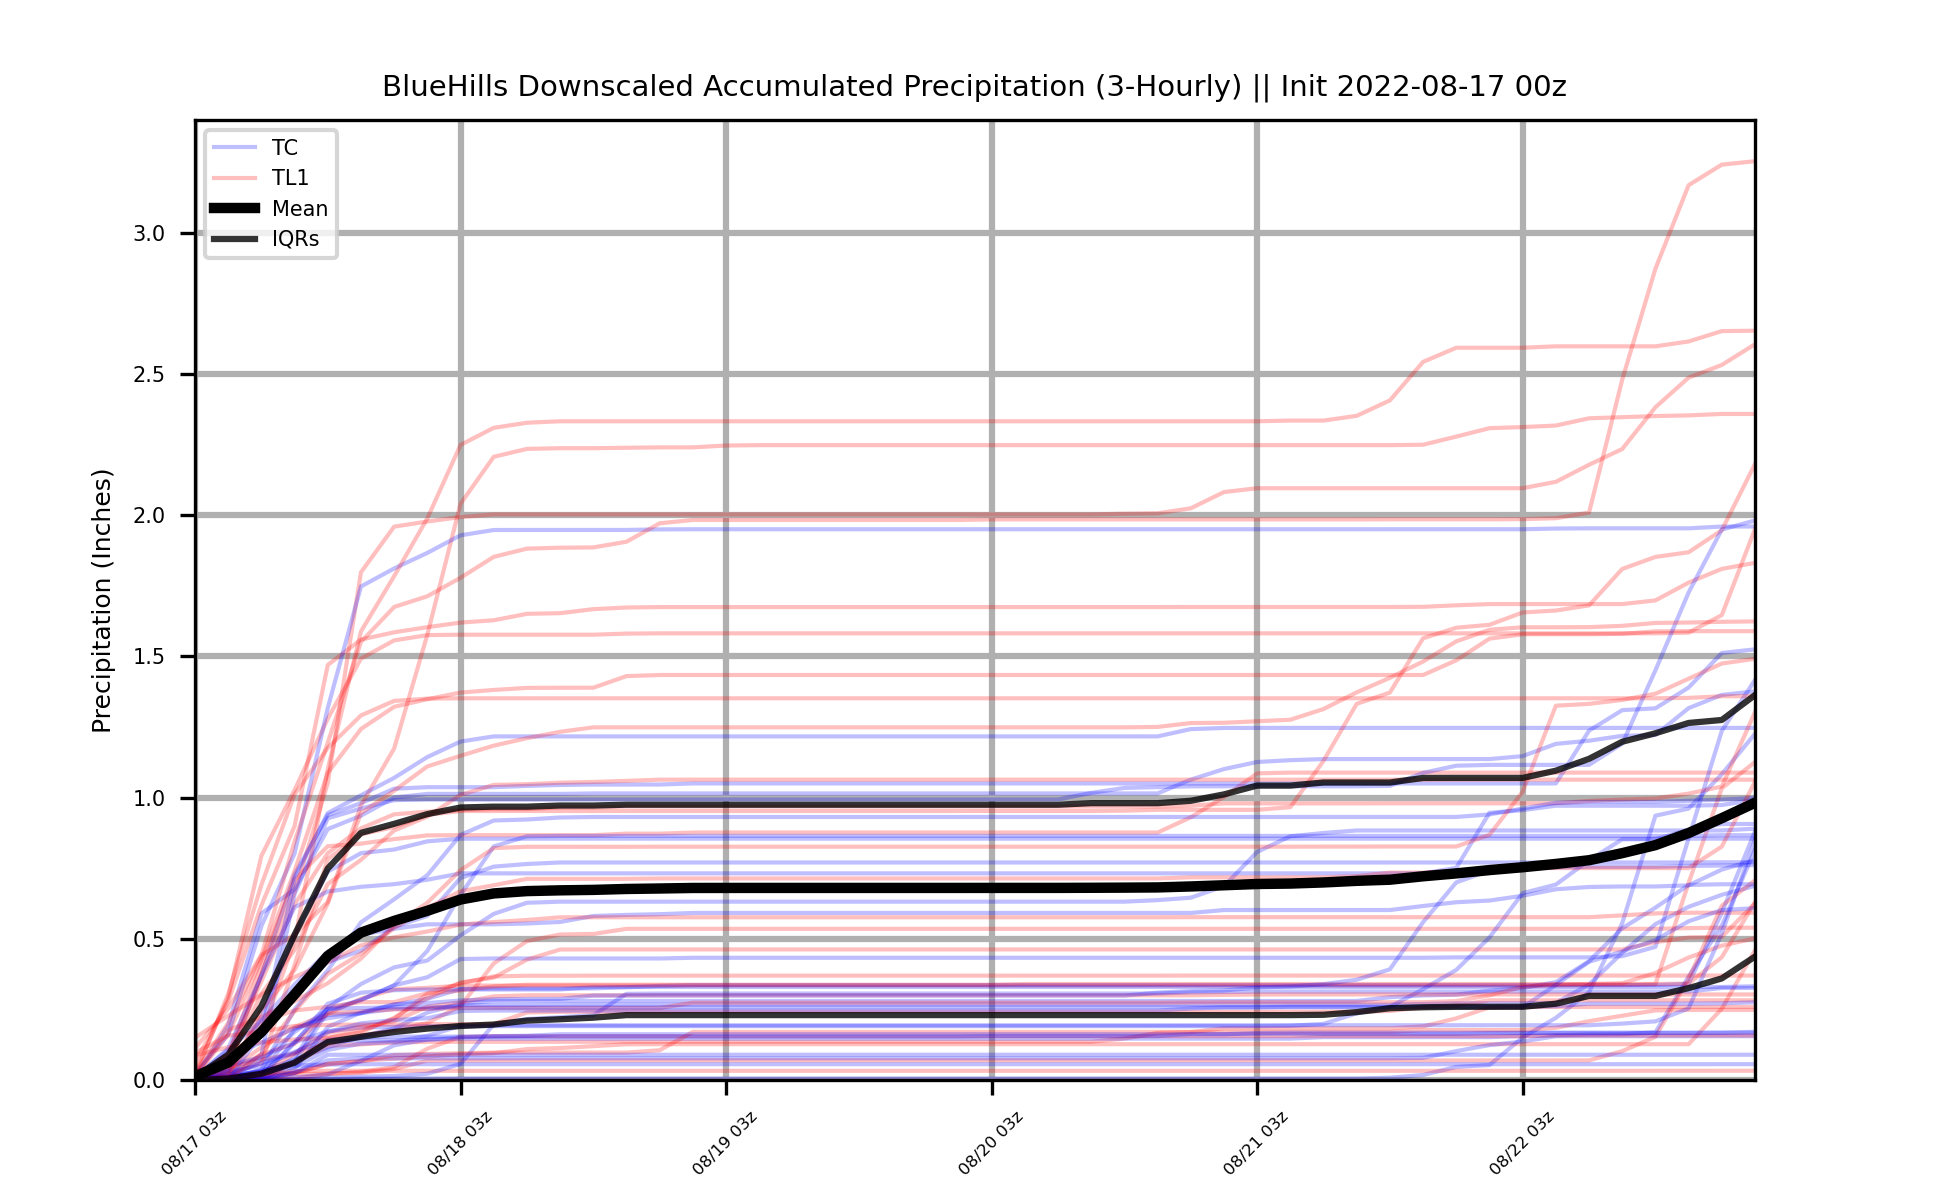 BlueHills Downscaled Accumulated Precipitation (3-Hourly) || Init 2022-08-17 00z
TC
TL1
Mean
IQRs
Precipitation (Inches)
3.0
2.5
2.0
1.5
1.0
0.5
0.0
08/17 03z
08/18 03z
08/19 03z
08/20 03z
08/21 03z
08/22 03z